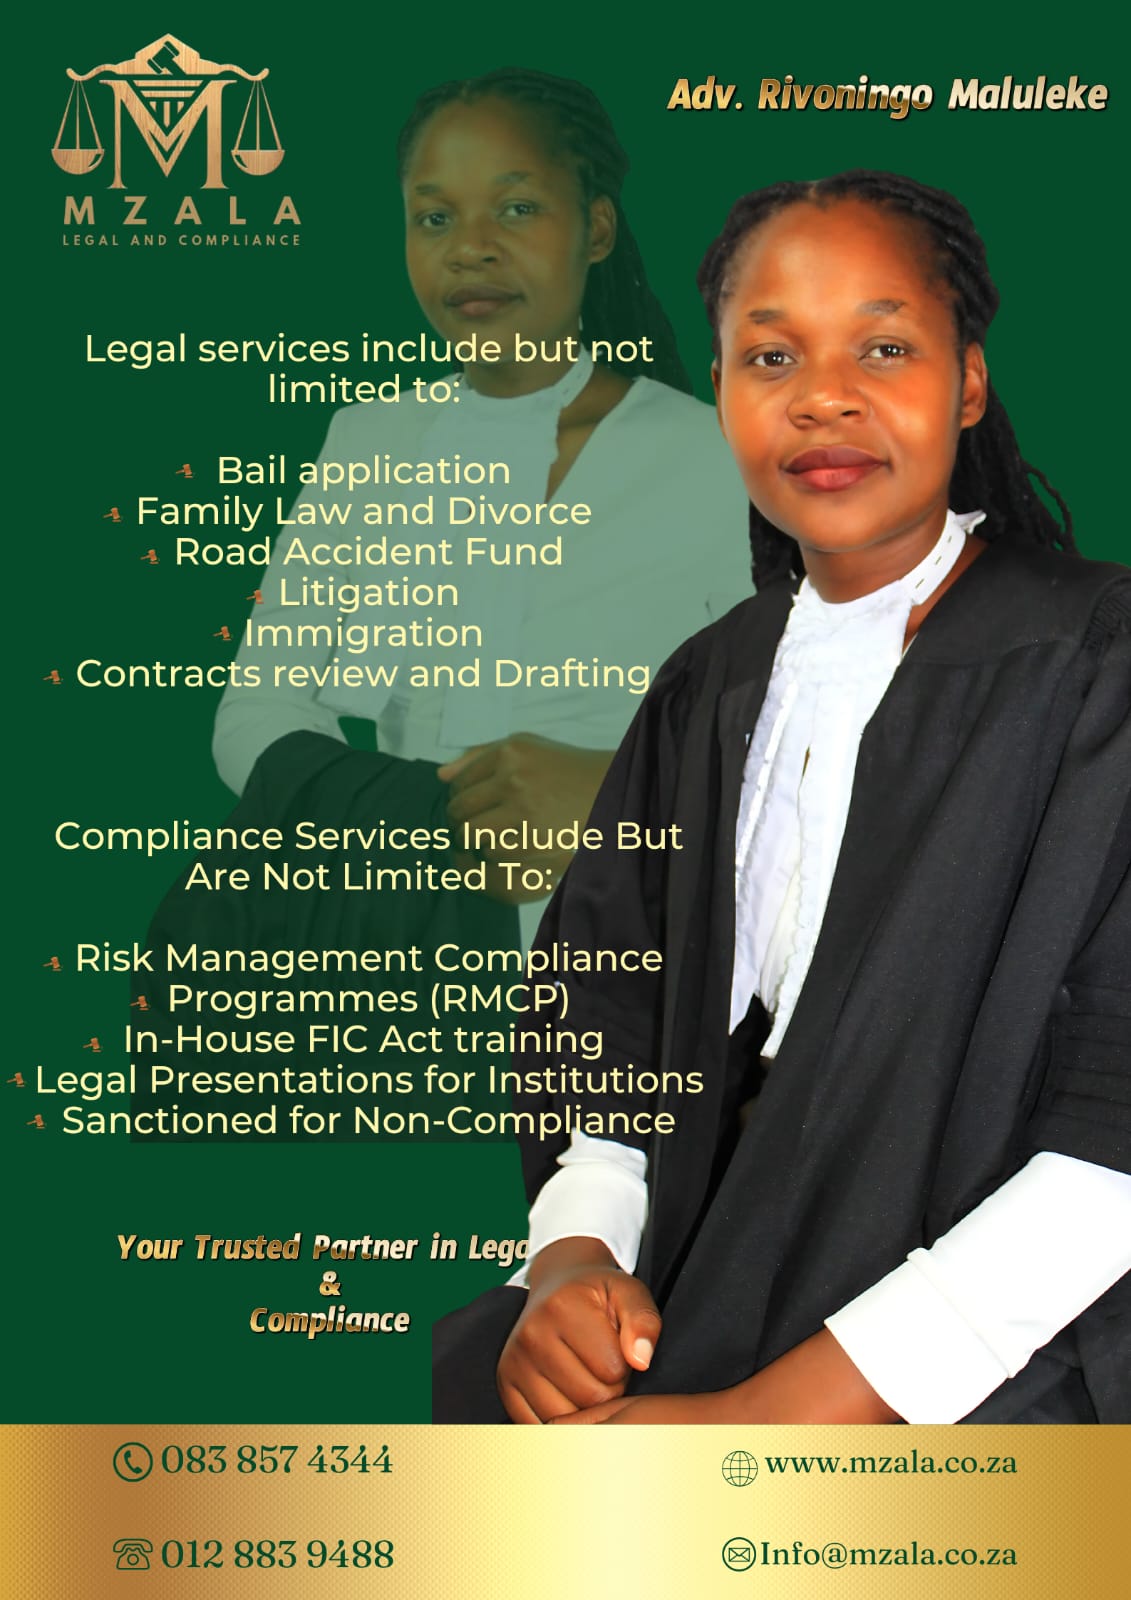 Adv. Rivoningo Maluleke
M
MZALA
LEGAL AND COMPLIANCE
Legal services include but not
limited to:
Bail application
Family Law and Divorce
Road Accident Fund
Litigation
Immigration
Contracts review and Drafting
Compliance Services Include But
Are Not Limited To:
Risk Management Compliance
Programmes (RMCP)
In-House FIC Act training
Legal Presentations for Institutions
Sanctioned for Non-Compliance
Your Trusted Partner in Lega
&
Compliance
083 857 4344
www.mzala.co.za
012 883 9488
Info@mzala.co.za